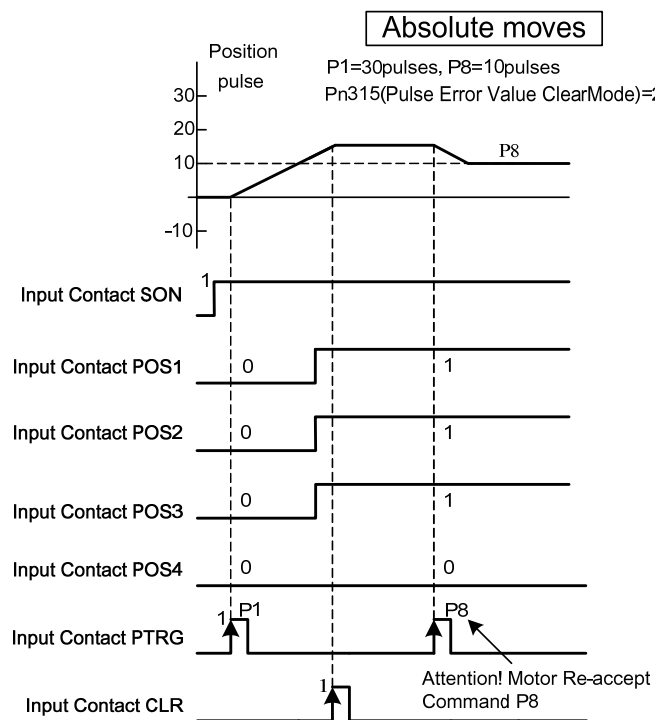 Absolute moves
Position
pulse
P1=30pulses, P8=10pulses
Pn315(Pulse Error Value ClearMode)=2
30
20
10
P8
-10
Input Contact SON
1
Input Contact POS1
0
1
Input Contact POS2
0
1
Input Contact POS3
0
1
Input Contact POS4
0
0
Input Contact PTRG
1
P1
P8
Attention! Motor Re-accept
Command P8
Input Contact CLR
1